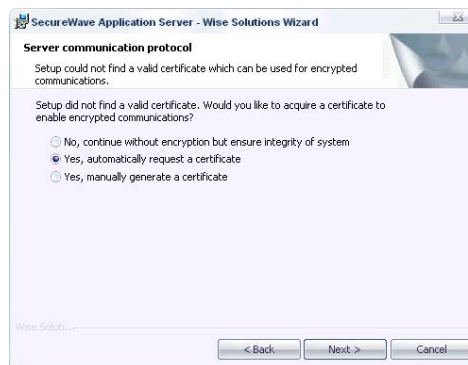 SecureWave Application Server - Wise Solutions Wizard
Server communication protocol
Setup could not find a valid certificate which can be used for encrypted
communications.
Setup did not find a valid certificate. Would you like to acquire a certificate to
enable encrypted communications?
No, continue without encryption but ensure integrity of system
Yes, automatically request a certificate
Yes, manually generate a certificate
Wise Soluti...
< Back
Next >
Cancel